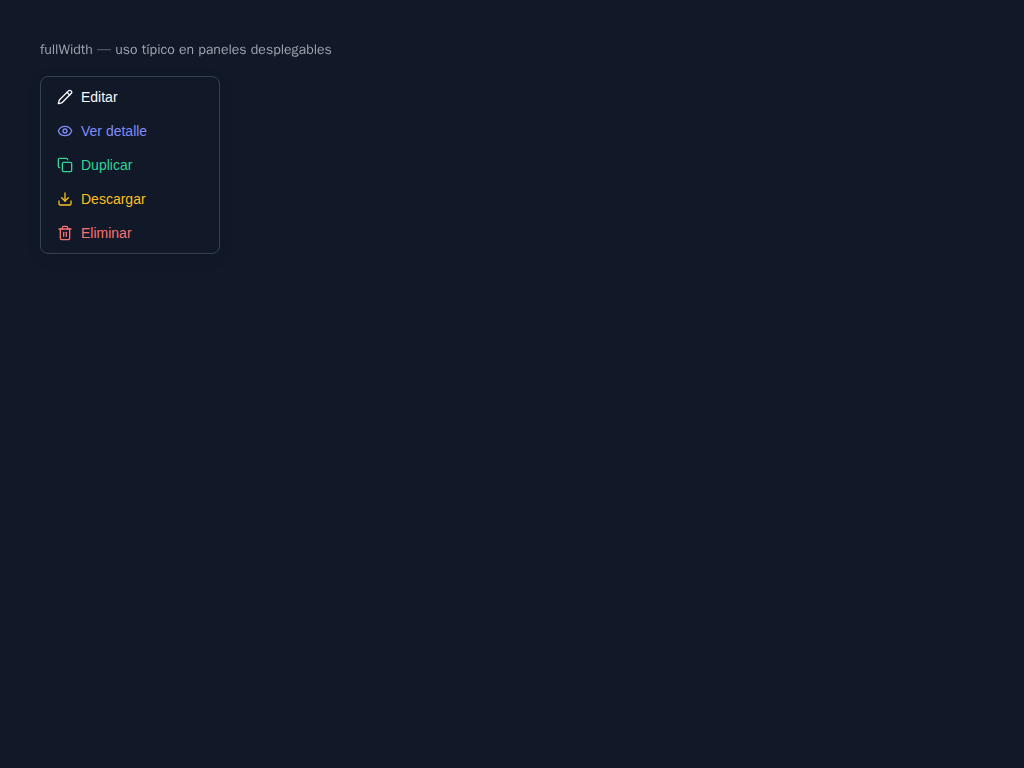 fullWidth — uso típico en paneles desplegables
Editar
Ver detalle
Duplicar
Descargar
Eliminar